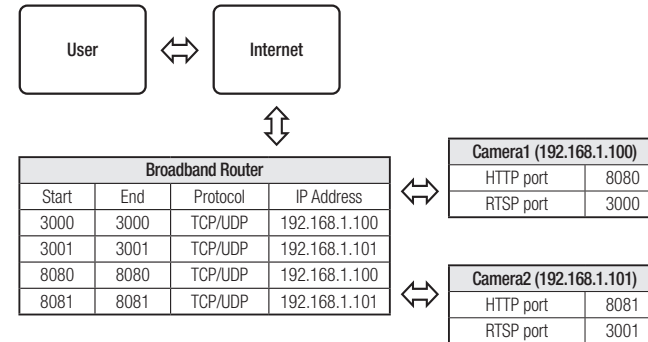 User
Internet
Broadband Router
Start End Protocol IP Address
3000 3000 TCP/UDP 192.168.1.100
3001 3001 TCP/UDP 192.168.1.101
8080 8080 TCP/UDP 192.168.1.100
8081 8081 TCP/UDP 192.168.1.101
Camera1 (192.168.1.100)
HTTP port 8080
RTSP port 3000
Camera2 (192.168.1.101)
HTTP port 8081
RTSP port 3001